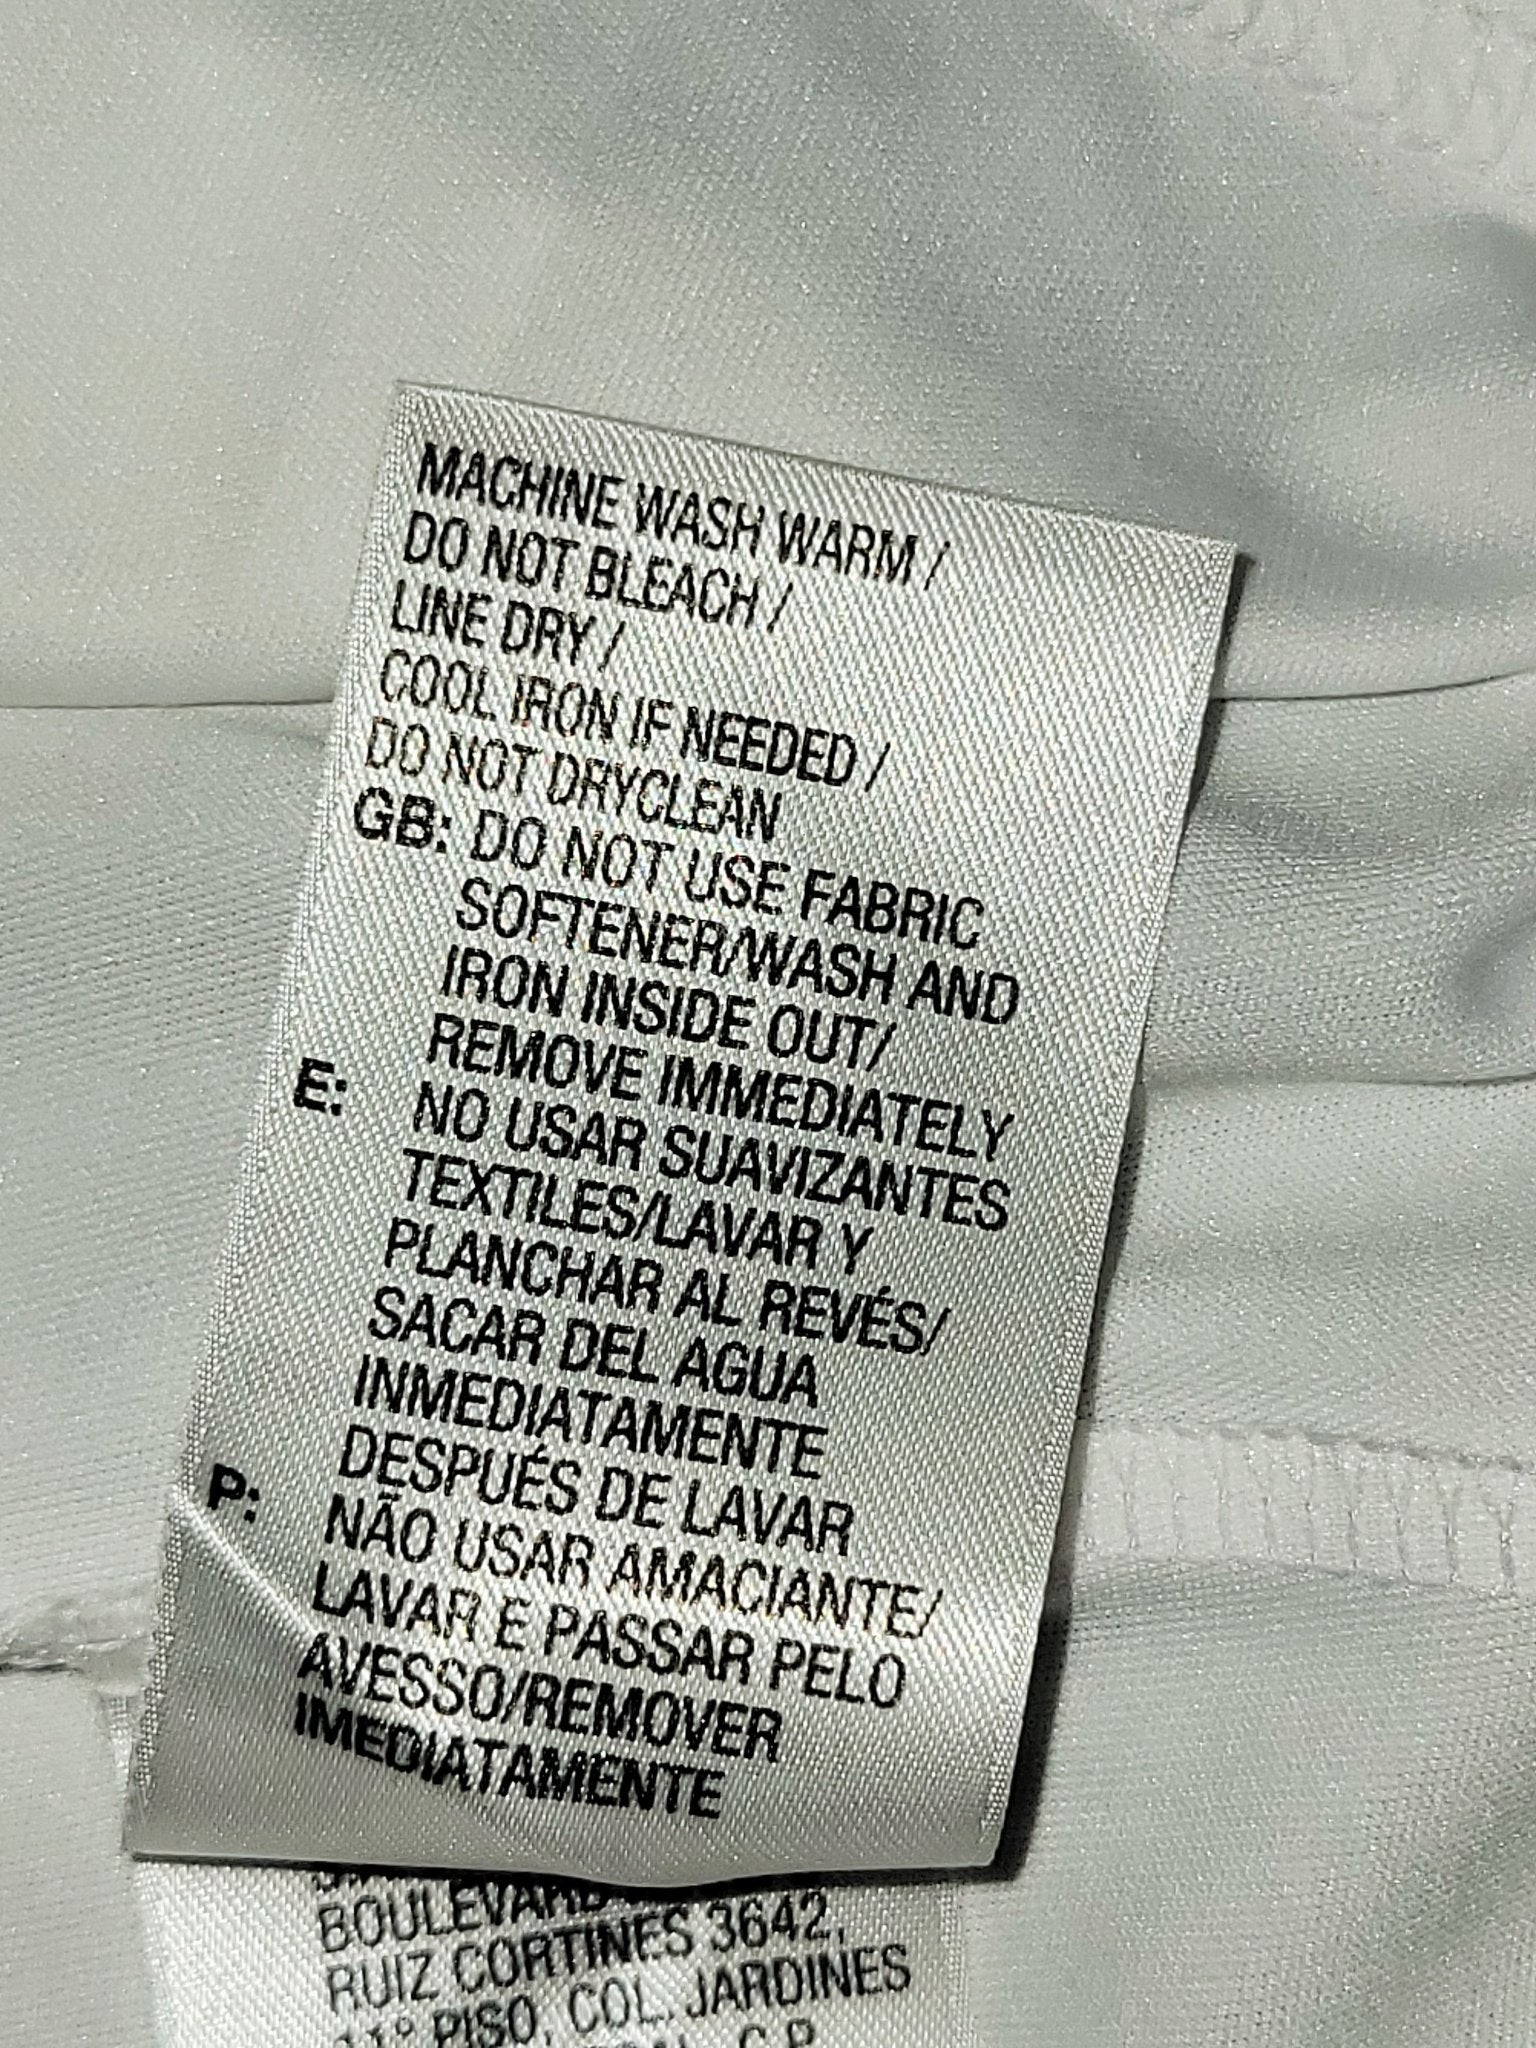 MACHINE WASH WARM /
DO NOT BLEACH /
LINE DRY /
COOL IRON IF NEEDED /
DO NOT DRYCLEAN
GB: DO NOT USE FABRIC
SOFTENER/WASH AND
IRON INSIDE OUT/
REMOVE IMMEDIATELY
E: NO USAR SUAVIZANTES
TEXTILES/LAVAR Y
PLANCHAR AL REVÉS/
SACAR DEL AGUA
INMEDIATAMENTE
DESPUÉS DE LAVAR
P: NÃO USAR AMACIANTE/
LAVAR E PASSAR PELO
AVESSO/REMOVER
IMEDIATAMENTE
BOULEVARD
RUIZ CORTINES 3642,
11° PISO, COL. JARDINES
C.P.